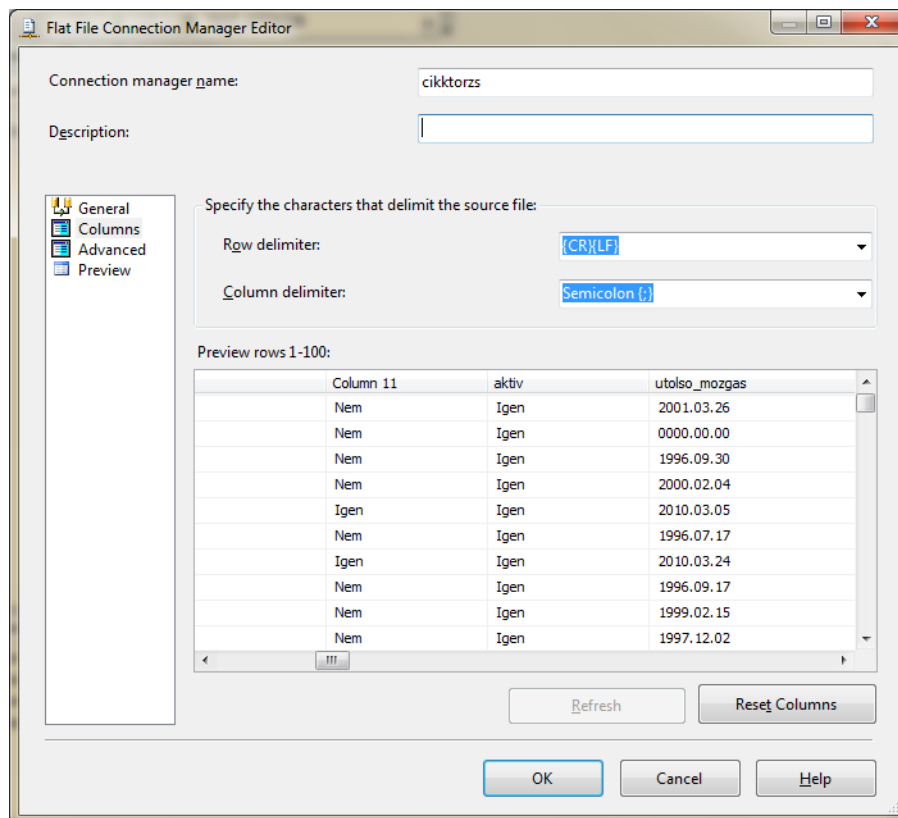 Flat File Connection Manager Editor
Connection manager name:
cikktorzs
Description:
General
Columns
Advanced
Preview
Specify the characters that delimit the source file:
Row delimiter:
{CR}{LF}
Column delimiter:
Semicolon {;}
Preview rows 1-100:
Column 11 aktiv utolso_mozgas
Nem Igen 2001.03.26
Nem Igen 0000.00.00
Nem Igen 1996.09.30
Nem Igen 2000.02.04
Igen Igen 2010.03.05
Nem Igen 1996.07.17
Igen Igen 2010.03.24
Nem Igen 1996.09.17
Nem Igen 1999.02.15
Nem Igen 1997.12.02
Refresh Reset Columns
OK Cancel Help